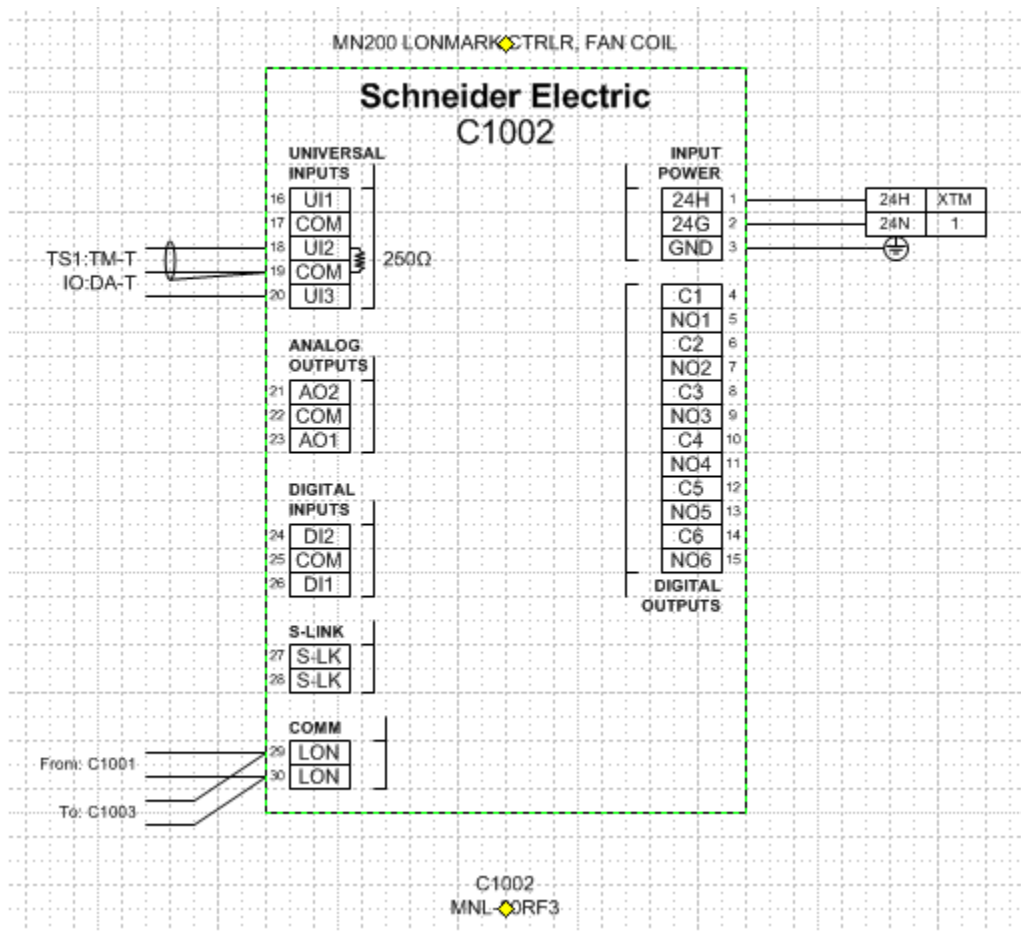 MN200 LONMARK CTRLR, FAN COIL
Schneider Electric
C1002
UNIVERSAL
INPUTS
16 UI1
17 COM
18 UI2
19 COM
20 UI3
250Ω
TS1:TM-T
IO:DA-T
ANALOG
OUTPUTS
21 AO2
22 COM
23 AO1
DIGITAL
INPUTS
24 DI2
25 COM
26 DI1
S-LINK
27 S-LK
28 S-LK
COMM
29 LON
30 LON
From: C1001
To: C1003
INPUT
POWER
24H 1
24G 2
GND 3
24H XTM
24N 1
C1 4
NO1 5
C2 6
NO2 7
C3 8
NO3 9
C4 10
NO4 11
C5 12
NO5 13
C6 14
NO6 15
DIGITAL
OUTPUTS
C1002